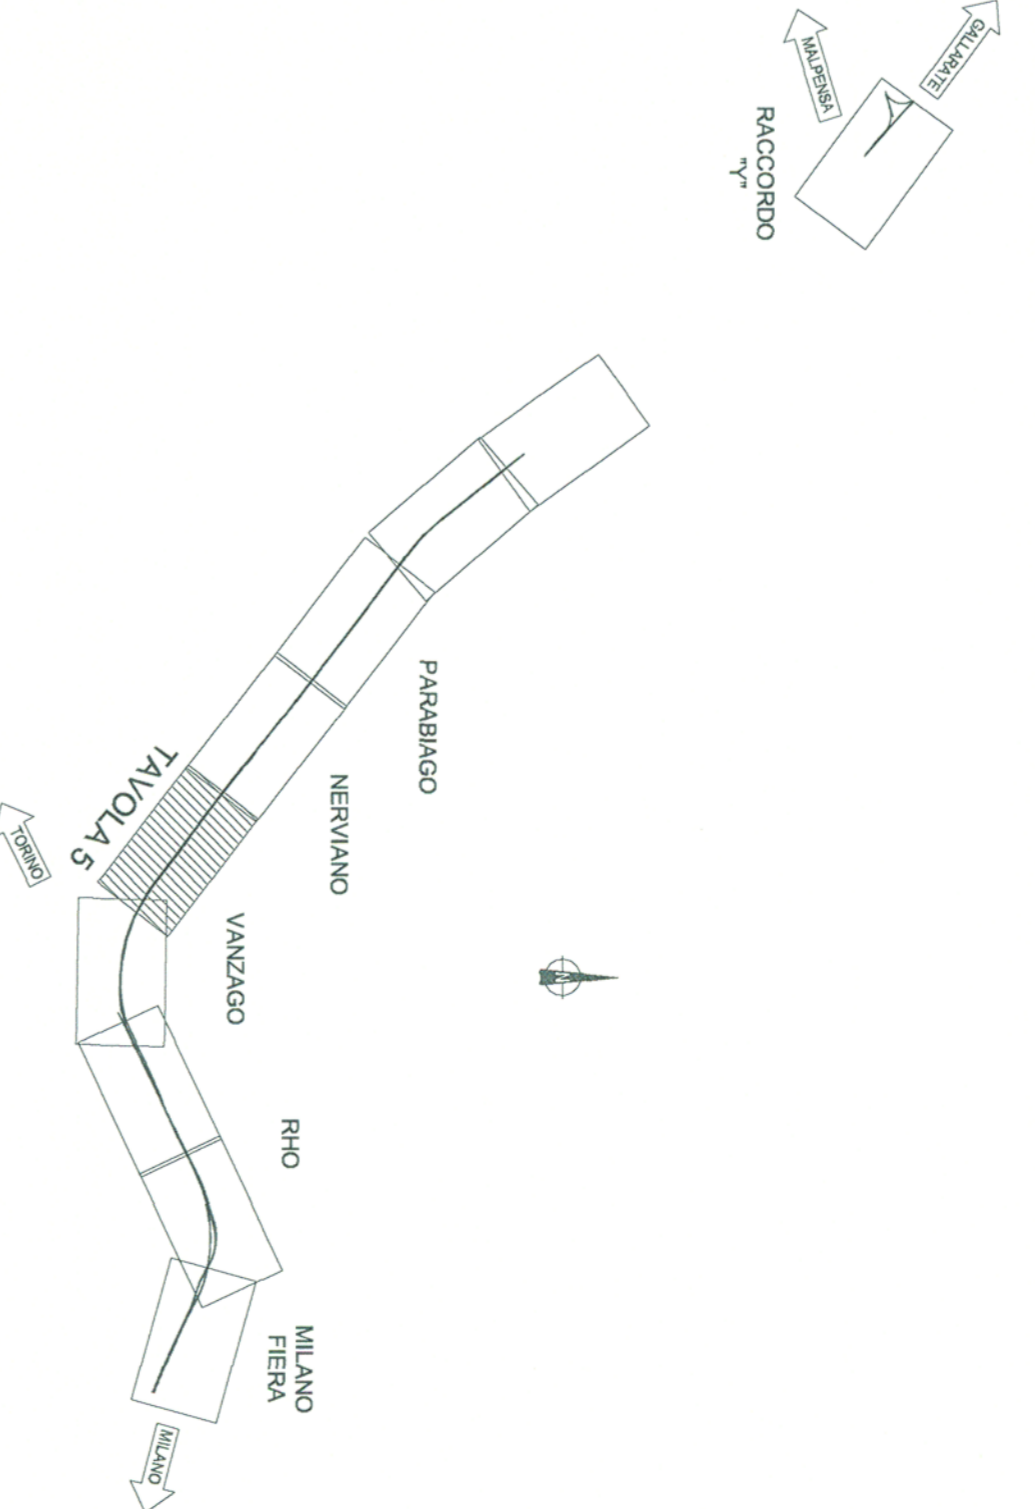 GALLARATE
MALPENSA
RACCORDO
"Y"
PARABIAGO
NERVIANO
TAVOLA 5
VANZAGO
TORINO
N
RHO
MILANO
FIERA
MILANO